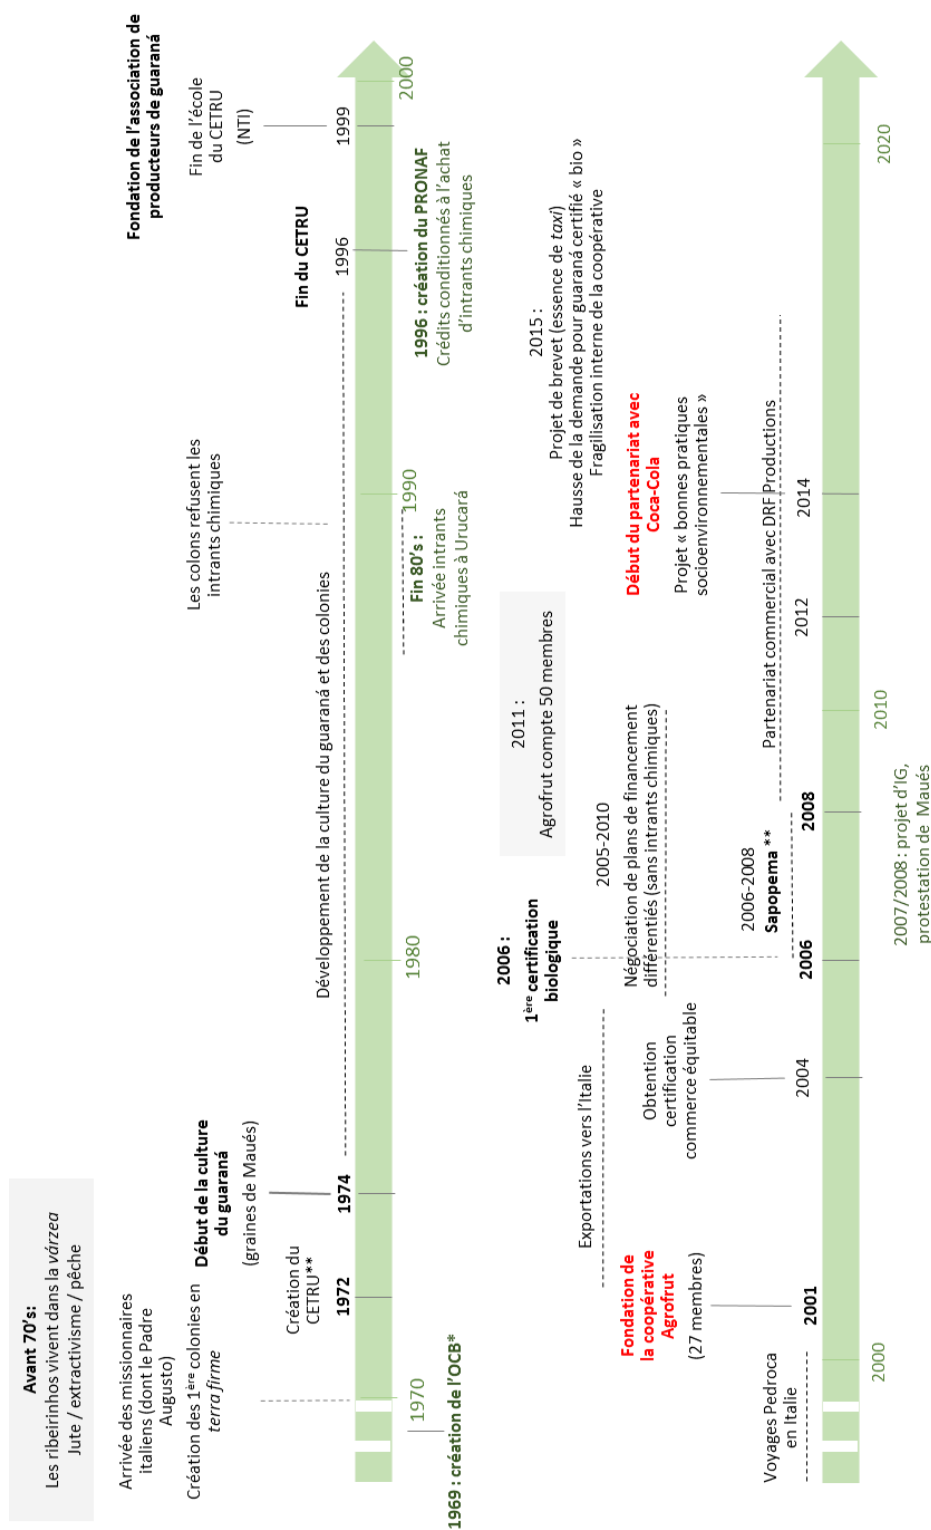 Avant 70's:
Les ribeirinhos vivent dans la várzea
Jute / extractivisme / pêche
Arrivée des missionnaires
italiens (dont le Padre
Augusto)
Création des 1ère colonies en
terra firme
Création du
CETRU**
Début de la culture
du guaraná
(graines de Maués)
Développement de la culture du guaraná et des colonies
Les colons refusent les
intrants chimiques
Fin du CETRU
Fin de l'école
du CETRU
(NTI)
Fondation de l'association de
producteurs de guaraná
1972
1974
1996
1999
1970
1980
1990
2000
1969 : création de l'OCB*
Fin 80's :
Arrivée intrants
chimiques à Urucará
1996 : création du PRONAF
Crédits conditionnés à l'achat
d'intrants chimiques
Voyages Pedroca
en Italie
Fondation de
la coopérative
Agrofrut
(27 membres)
Exportations vers l'Italie
Obtention
certification
commerce équitable
2006 :
1ère certification
biologique
2005-2010
Négociation de plans de financement
différentiés (sans intrants chimiques)
2006-2008
Sapopema **
2011 :
Agrofrut compte 50 membres
Partenariat commercial avec DRF Productions
Début du partenariat avec
Coca-Cola
Projet « bonnes pratiques
socioenvironnementales »
2015 :
Projet de brevet (essence de taxi)
Hausse de la demande pour guaraná certifié « bio »
Fragilisation interne de la coopérative
2001
2004
2006
2008
2012
2014
2000
2010
2020
2007/2008 : projet d'IG,
protestation de Maués